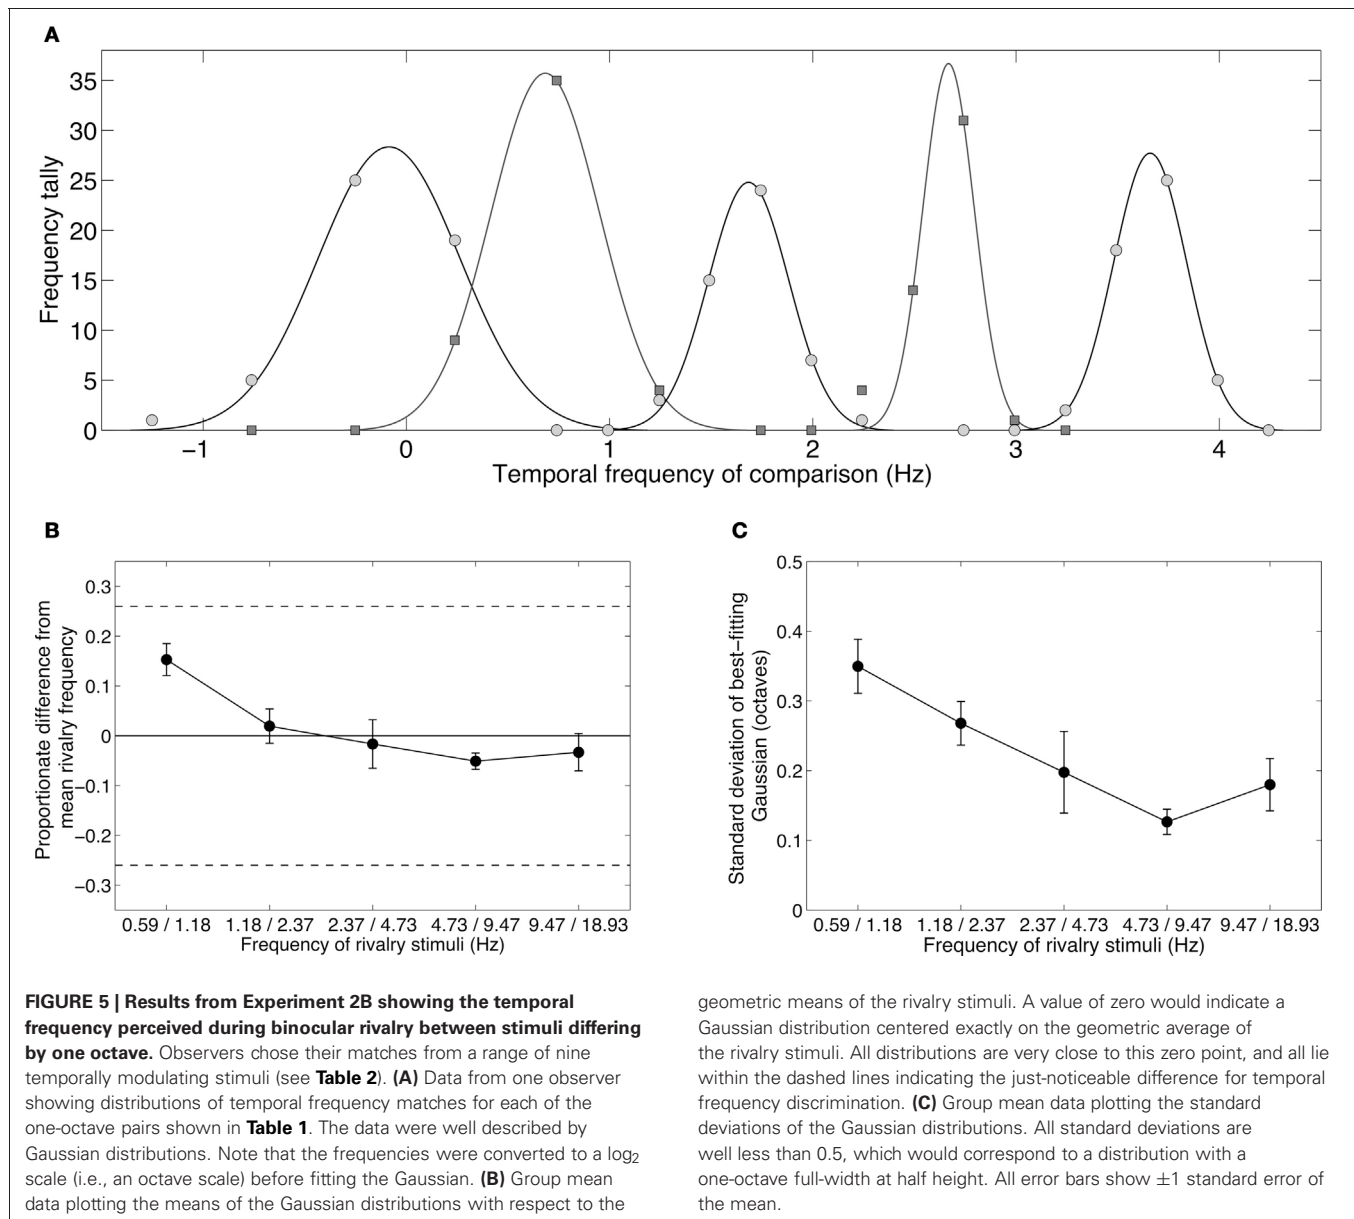 A
35
30
25
20
15
10
5
0
Frequency tally
−1 0 1 2 3 4
Temporal frequency of comparison (Hz)
B
0.3
0.2
0.1
0
−0.1
−0.2
−0.3
Proportionate difference from
mean rivalry frequency
0.59 / 1.18 1.18 / 2.37 2.37 / 4.73 4.73 / 9.47 9.47 / 18.93
Frequency of rivalry stimuli (Hz)
C
0.5
0.4
0.3
0.2
0.1
0
Standard deviation of best−fitting
Gaussian (octaves)
0.59 / 1.18 1.18 / 2.37 2.37 / 4.73 4.73 / 9.47 9.47 / 18.93
Frequency of rivalry stimuli (Hz)
FIGURE 5 | Results from Experiment 2B showing the temporal
frequency perceived during binocular rivalry between stimuli differing
by one octave. Observers chose their matches from a range of nine
temporally modulating stimuli (see Table 2). (A) Data from one observer
showing distributions of temporal frequency matches for each of the
one-octave pairs shown in Table 1. The data were well described by
Gaussian distributions. Note that the frequencies were converted to a log2
scale (i.e., an octave scale) before fitting the Gaussian. (B) Group mean
data plotting the means of the Gaussian distributions with respect to the
geometric means of the rivalry stimuli. A value of zero would indicate a
Gaussian distribution centered exactly on the geometric average of
the rivalry stimuli. All distributions are very close to this zero point, and all lie
within the dashed lines indicating the just-noticeable difference for temporal
frequency discrimination. (C) Group mean data plotting the standard
deviations of the Gaussian distributions. All standard deviations are
well less than 0.5, which would correspond to a distribution with a
one-octave full-width at half height. All error bars show ±1 standard error of
the mean.